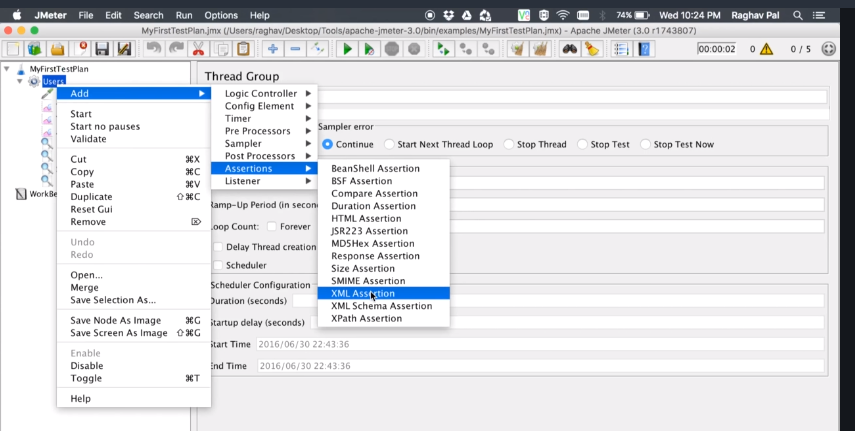 JMeter File Edit Search Run Options Help 74% Wed 10:24 PM Raghav Pal
MyFirstTestPlan.jmx (/Users/raghav/Desktop/Tools/apache-jmeter-3.0/bin/examples/MyFirstTestPlan.jmx) - Apache JMeter (3.0 r1743807)
00:00:02 0 0 / 5
MyFirstTestPlan
Users
WorkBe
Add
Start
Start no pauses
Validate
Cut ⌘X
Copy ⌘C
Paste ⌘V
Duplicate ⇧⌘C
Reset Gui
Remove ⌦
Undo
Redo
Open...
Merge
Save Selection As...
Save Node As Image ⌘G
Save Screen As Image ⇧⌘G
Enable
Disable
Toggle ⌘T
Help
Logic Controller
Config Element
Timer
Pre Processors
Sampler
Post Processors
Assertions
Listener
BeanShell Assertion
BSF Assertion
Compare Assertion
Duration Assertion
HTML Assertion
JSR223 Assertion
MD5Hex Assertion
Response Assertion
Size Assertion
SMIME Assertion
XML Assertion
XML Schema Assertion
XPath Assertion
Thread Group
Sampler error
Continue Start Next Thread Loop Stop Thread Stop Test Stop Test Now
Ramp-Up Period (in secon
Loop Count: Forever
Delay Thread creation
Scheduler
Scheduler Configuration
Duration (seconds)
Startup delay (seconds)
Start Time 2016/06/30 22:43:36
End Time 2016/06/30 22:43:36